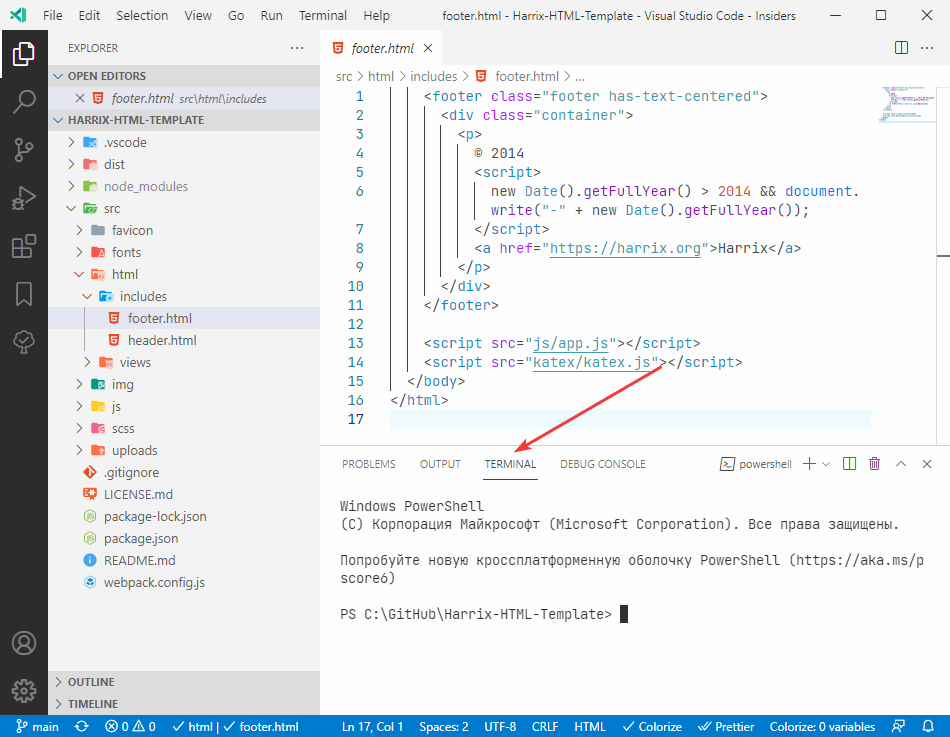 File Edit Selection View Go Run Terminal Help footer.html - Harrix-HTML-Template - Visual Studio Code - Insiders
EXPLORER
OPEN EDITORS
footer.html src\html\includes
HARRIX-HTML-TEMPLATE
.vscode
dist
node_modules
src
favicon
fonts
html
includes
footer.html
header.html
views
img
js
scss
uploads
.gitignore
LICENSE.md
package-lock.json
package.json
README.md
webpack.config.js
OUTLINE
TIMELINE
footer.html
src > html > includes > footer.html > ...
1 <footer class="footer has-text-centered">
2 <div class="container">
3 <p>
4 © 2014
5 <script>
6 new Date().getFullYear() > 2014 && document.
write("-" + new Date().getFullYear());
7 </script>
8 <a href="https://harrix.org">Harrix</a>
9 </p>
10 </div>
11 </footer>
12
13 <script src="js/app.js"></script>
14 <script src="katex/katex.js"></script>
15 </body>
16 </html>
17
PROBLEMS OUTPUT TERMINAL DEBUG CONSOLE powershell
Windows PowerShell
(C) Корпорация Майкрософт (Microsoft Corporation). Все права защищены.
Попробуйте новую кроссплатформенную оболочку PowerShell (https://aka.ms/p
score6)
PS C:\GitHub\Harrix-HTML-Template>
main 0 0 html | footer.html Ln 17, Col 1 Spaces: 2 UTF-8 CRLF HTML Colorize Prettier Colorize: 0 variables